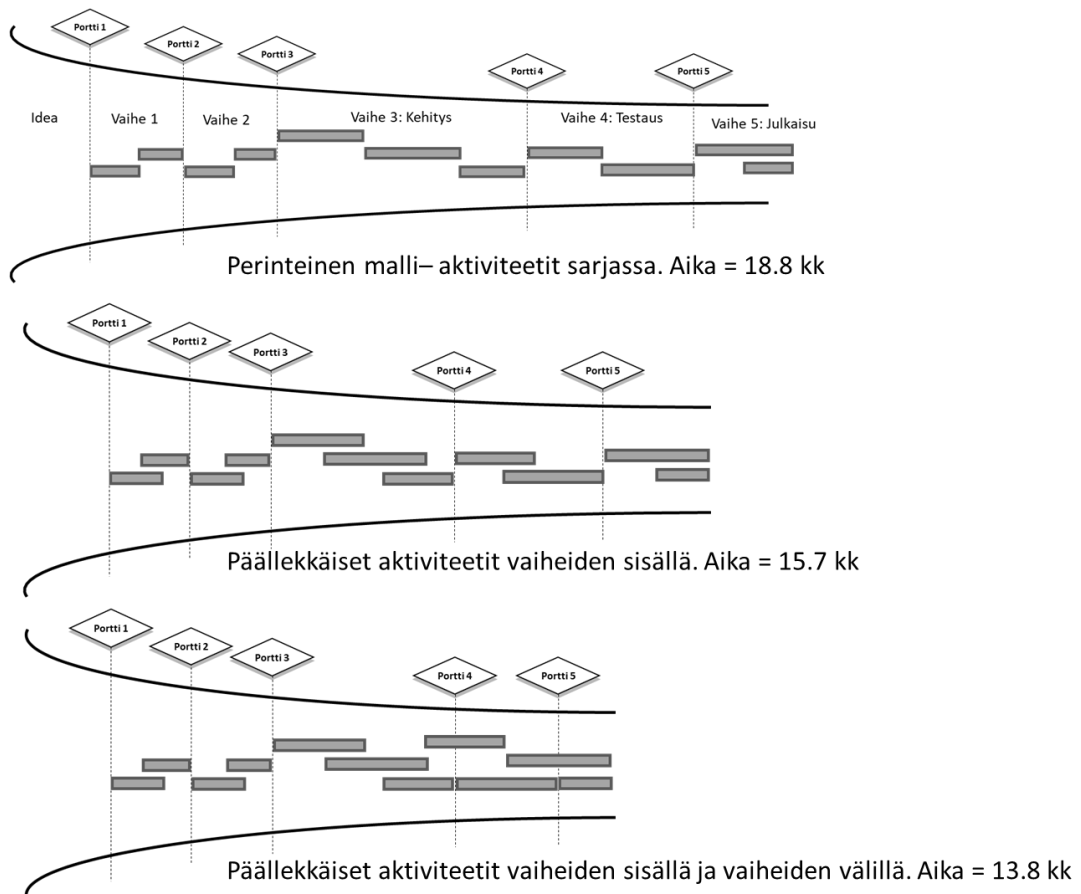 Portti 1
Portti 2
Portti 3
Portti 4
Portti 5
Idea
Vaihe 1
Vaihe 2
Vaihe 3: Kehitys
Vaihe 4: Testaus
Vaihe 5: Julkaisu
Perinteinen malli– aktiviteetit sarjassa. Aika = 18.8 kk
Portti 1
Portti 2
Portti 3
Portti 4
Portti 5
Päällekkäiset aktiviteetit vaiheiden sisällä. Aika = 15.7 kk
Portti 1
Portti 2
Portti 3
Portti 4
Portti 5
Päällekkäiset aktiviteetit vaiheiden sisällä ja vaiheiden välillä. Aika = 13.8 kk